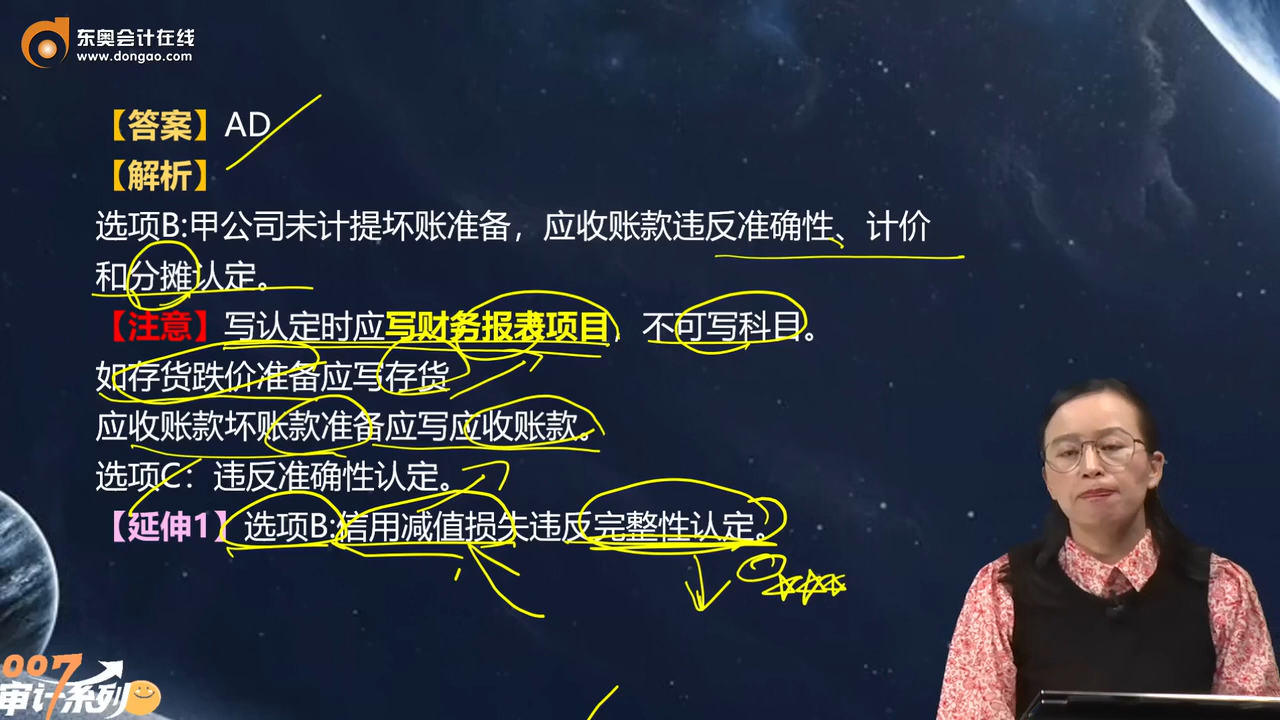 东奥会计在线
www.dongao.com
【答案】AD
【解析】
选项B:甲公司未计提坏账准备，应收账款违反准确性、计价
和分摊认定。
【注意】写认定时应写财务报表项目，不可写科目。
如存货跌价准备应写存货
应收账款坏账款准备应写应收账款。
选项C：违反准确性认定。
【延伸1】选项B:信用减值损失违反完整性认定。
007
审计系列